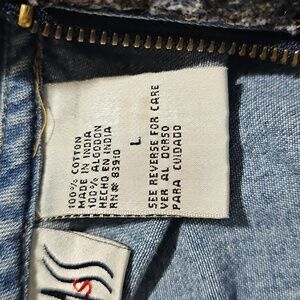 100% COTTON
MADE IN INDIA
100% ALGODON
HECHO EN INDIA
RN# 83910
L
SEE REVERSE FOR CARE
VER AL DORSO
PARA CUIDADO